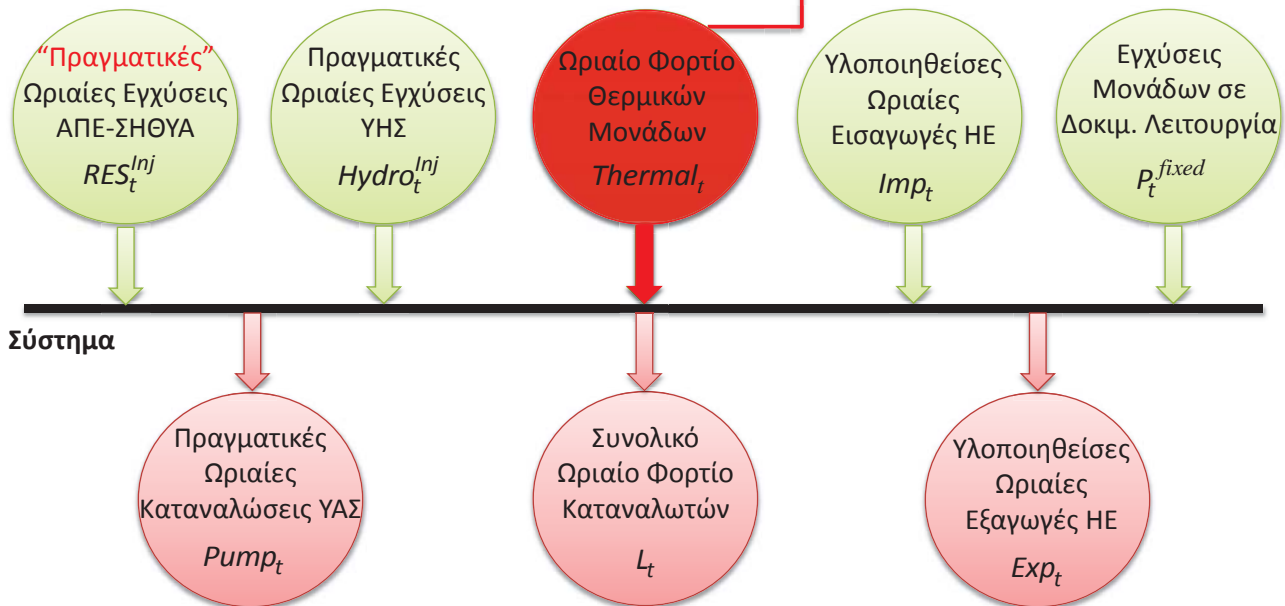 “Πραγματικές”
Ωριαίες Εγχύσεις
ΑΠΕ-ΣΗΘΥΑ
RES_t^Inj
Πραγματικές
Ωριαίες Εγχύσεις
ΥΗΣ
Hydro_t^Inj
Ωριαίο Φορτίο
Θερμικών
Μονάδων
Thermal_t
Υλοποιηθείσες
Ωριαίες
Εισαγωγές ΗΕ
Imp_t
Εγχύσεις
Μονάδων σε
Δοκιμ. Λειτουργία
P_t^fixed
Σύστημα
Πραγματικές
Ωριαίες
Καταναλώσεις ΥΑΣ
Pump_t
Συνολικό
Ωριαίο Φορτίο
Καταναλωτών
L_t
Υλοποιηθείσες
Ωριαίες
Εξαγωγές ΗΕ
Exp_t